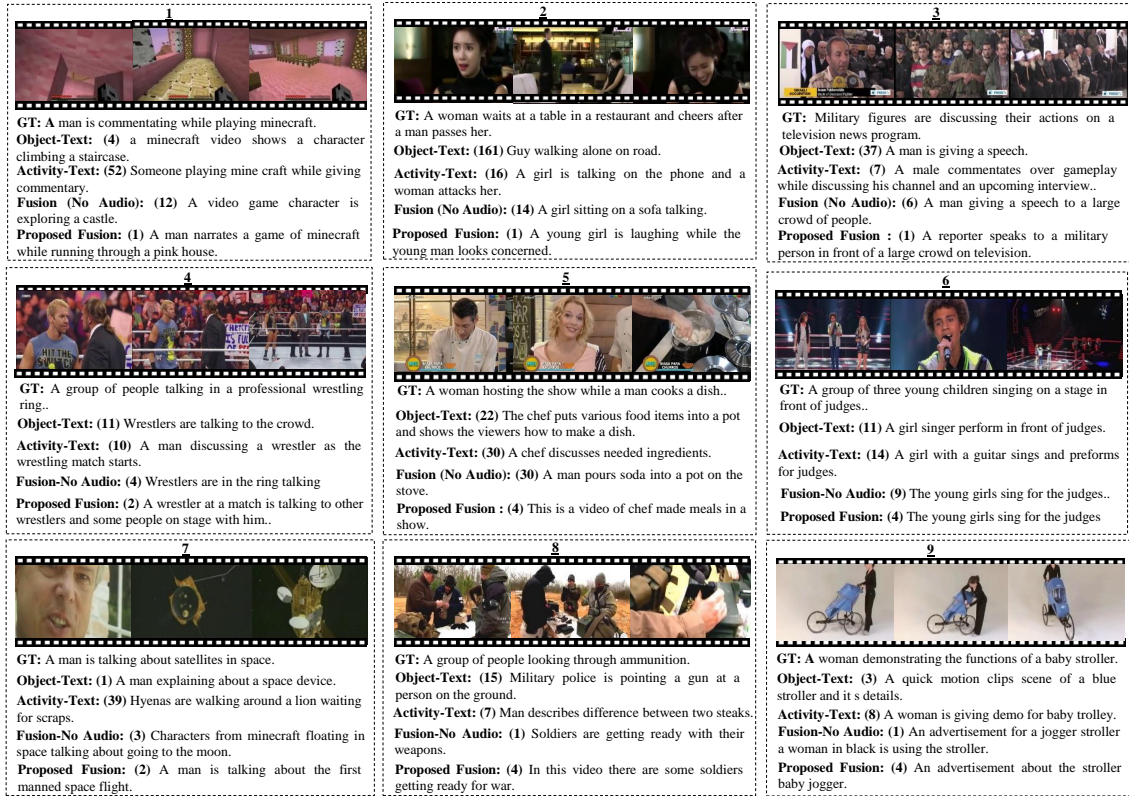 1
GT: A man is commentating while playing minecraft.
Object-Text: (4) a minecraft video shows a character
climbing a staircase.
Activity-Text: (52) Someone playing mine craft while giving
commentary.
Fusion (No Audio): (12) A video game character is
exploring a castle.
Proposed Fusion: (1) A man narrates a game of minecraft
while running through a pink house.
2
GT: A woman waits at a table in a restaurant and cheers after
a man passes her.
Object-Text: (161) Guy walking alone on road.
Activity-Text: (16) A girl is talking on the phone and a
woman attacks her.
Fusion (No Audio): (14) A girl sitting on a sofa talking.
Proposed Fusion: (1) A young girl is laughing while the
young man looks concerned.
3
GT: Military figures are discussing their actions on a
television news program.
Object-Text: (37) A man is giving a speech.
Activity-Text: (7) A male commentates over gameplay
while discussing his channel and an upcoming interview..
Fusion (No Audio): (6) A man giving a speech to a large
crowd of people.
Proposed Fusion : (1) A reporter speaks to a military
person in front of a large crowd on television.
4
HIT THE
GT: A group of people talking in a professional wrestling
ring..
Object-Text: (11) Wrestlers are talking to the crowd.
Activity-Text: (10) A man discussing a wrestler as the
wrestling match starts.
Fusion-No Audio: (4) Wrestlers are in the ring talking
Proposed Fusion: (2) A wrestler at a match is talking to other
wrestlers and some people on stage with him..
5
GT: A woman hosting the show while a man cooks a dish..
Object-Text: (22) The chef puts various food items into a pot
and shows the viewers how to make a dish.
Activity-Text: (30) A chef discusses needed ingredients.
Fusion (No Audio): (30) A man pours soda into a pot on the
stove.
Proposed Fusion : (4) This is a video of chef made meals in a
show.
6
GT: A group of three young children singing on a stage in
front of judges..
Object-Text: (11) A girl singer perform in front of judges.
Activity-Text: (14) A girl with a guitar sings and preforms
for judges.
Fusion-No Audio: (9) The young girls sing for the judges..
Proposed Fusion: (4) The young girls sing for the judges
7
GT: A man is talking about satellites in space.
Object-Text: (1) A man explaining about a space device.
Activity-Text: (39) Hyenas are walking around a lion waiting
for scraps.
Fusion-No Audio: (3) Characters from minecraft floating in
space talking about going to the moon.
Proposed Fusion: (2) A man is talking about the first
manned space flight.
8
GT: A group of people looking through ammunition.
Object-Text: (15) Military police is pointing a gun at a
person on the ground.
Activity-Text: (7) Man describes difference between two steaks.
Fusion-No Audio: (1) Soldiers are getting ready with their
weapons.
Proposed Fusion: (4) In this video there are some soldiers
getting ready for war.
9
GT: A woman demonstrating the functions of a baby stroller.
Object-Text: (3) A quick motion clips scene of a blue
stroller and it s details.
Activity-Text: (8) A woman is giving demo for baby trolley.
Fusion-No Audio: (1) An advertisement for a jogger stroller
a woman in black is using the stroller.
Proposed Fusion: (4) An advertisement about the stroller
baby jogger.